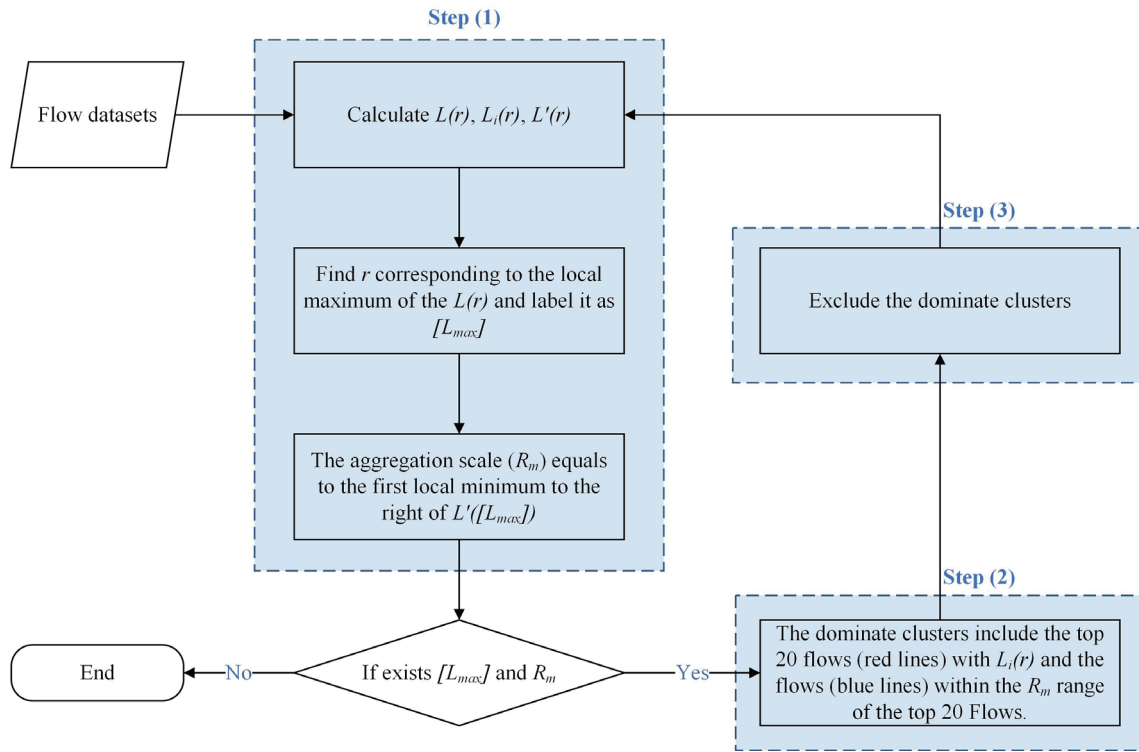 Step (1)
Flow datasets
Calculate L(r), Li(r), L'(r)
Find r corresponding to the local
maximum of the L(r) and label it as
[Lmax]
The aggregation scale (Rm) equals
to the first local minimum to the
right of L'([Lmax])
If exists [Lmax] and Rm
No
End
Yes
Step (2)
The dominate clusters include the top
20 flows (red lines) with Li(r) and the
flows (blue lines) within the Rm range
of the top 20 Flows.
Step (3)
Exclude the dominate clusters